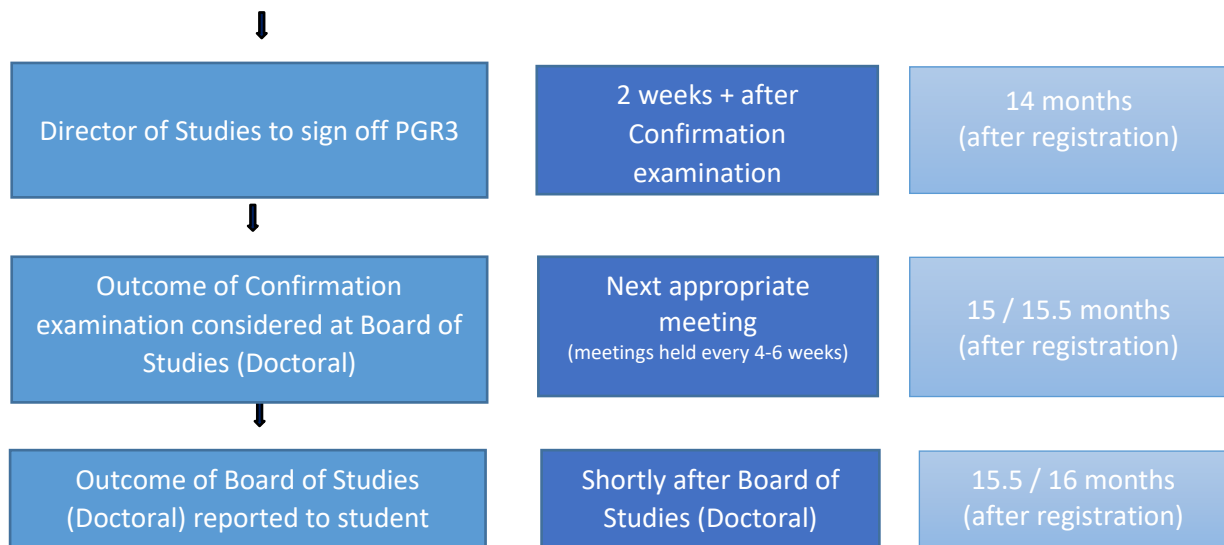 Director of Studies to sign off PGR3
2 weeks + after
Confirmation
examination
14 months
(after registration)
Outcome of Confirmation
examination considered at Board of
Studies (Doctoral)
Next appropriate
meeting
(meetings held every 4-6 weeks)
15 / 15.5 months
(after registration)
Outcome of Board of Studies
(Doctoral) reported to student
Shortly after Board of
Studies (Doctoral)
15.5 / 16 months
(after registration)